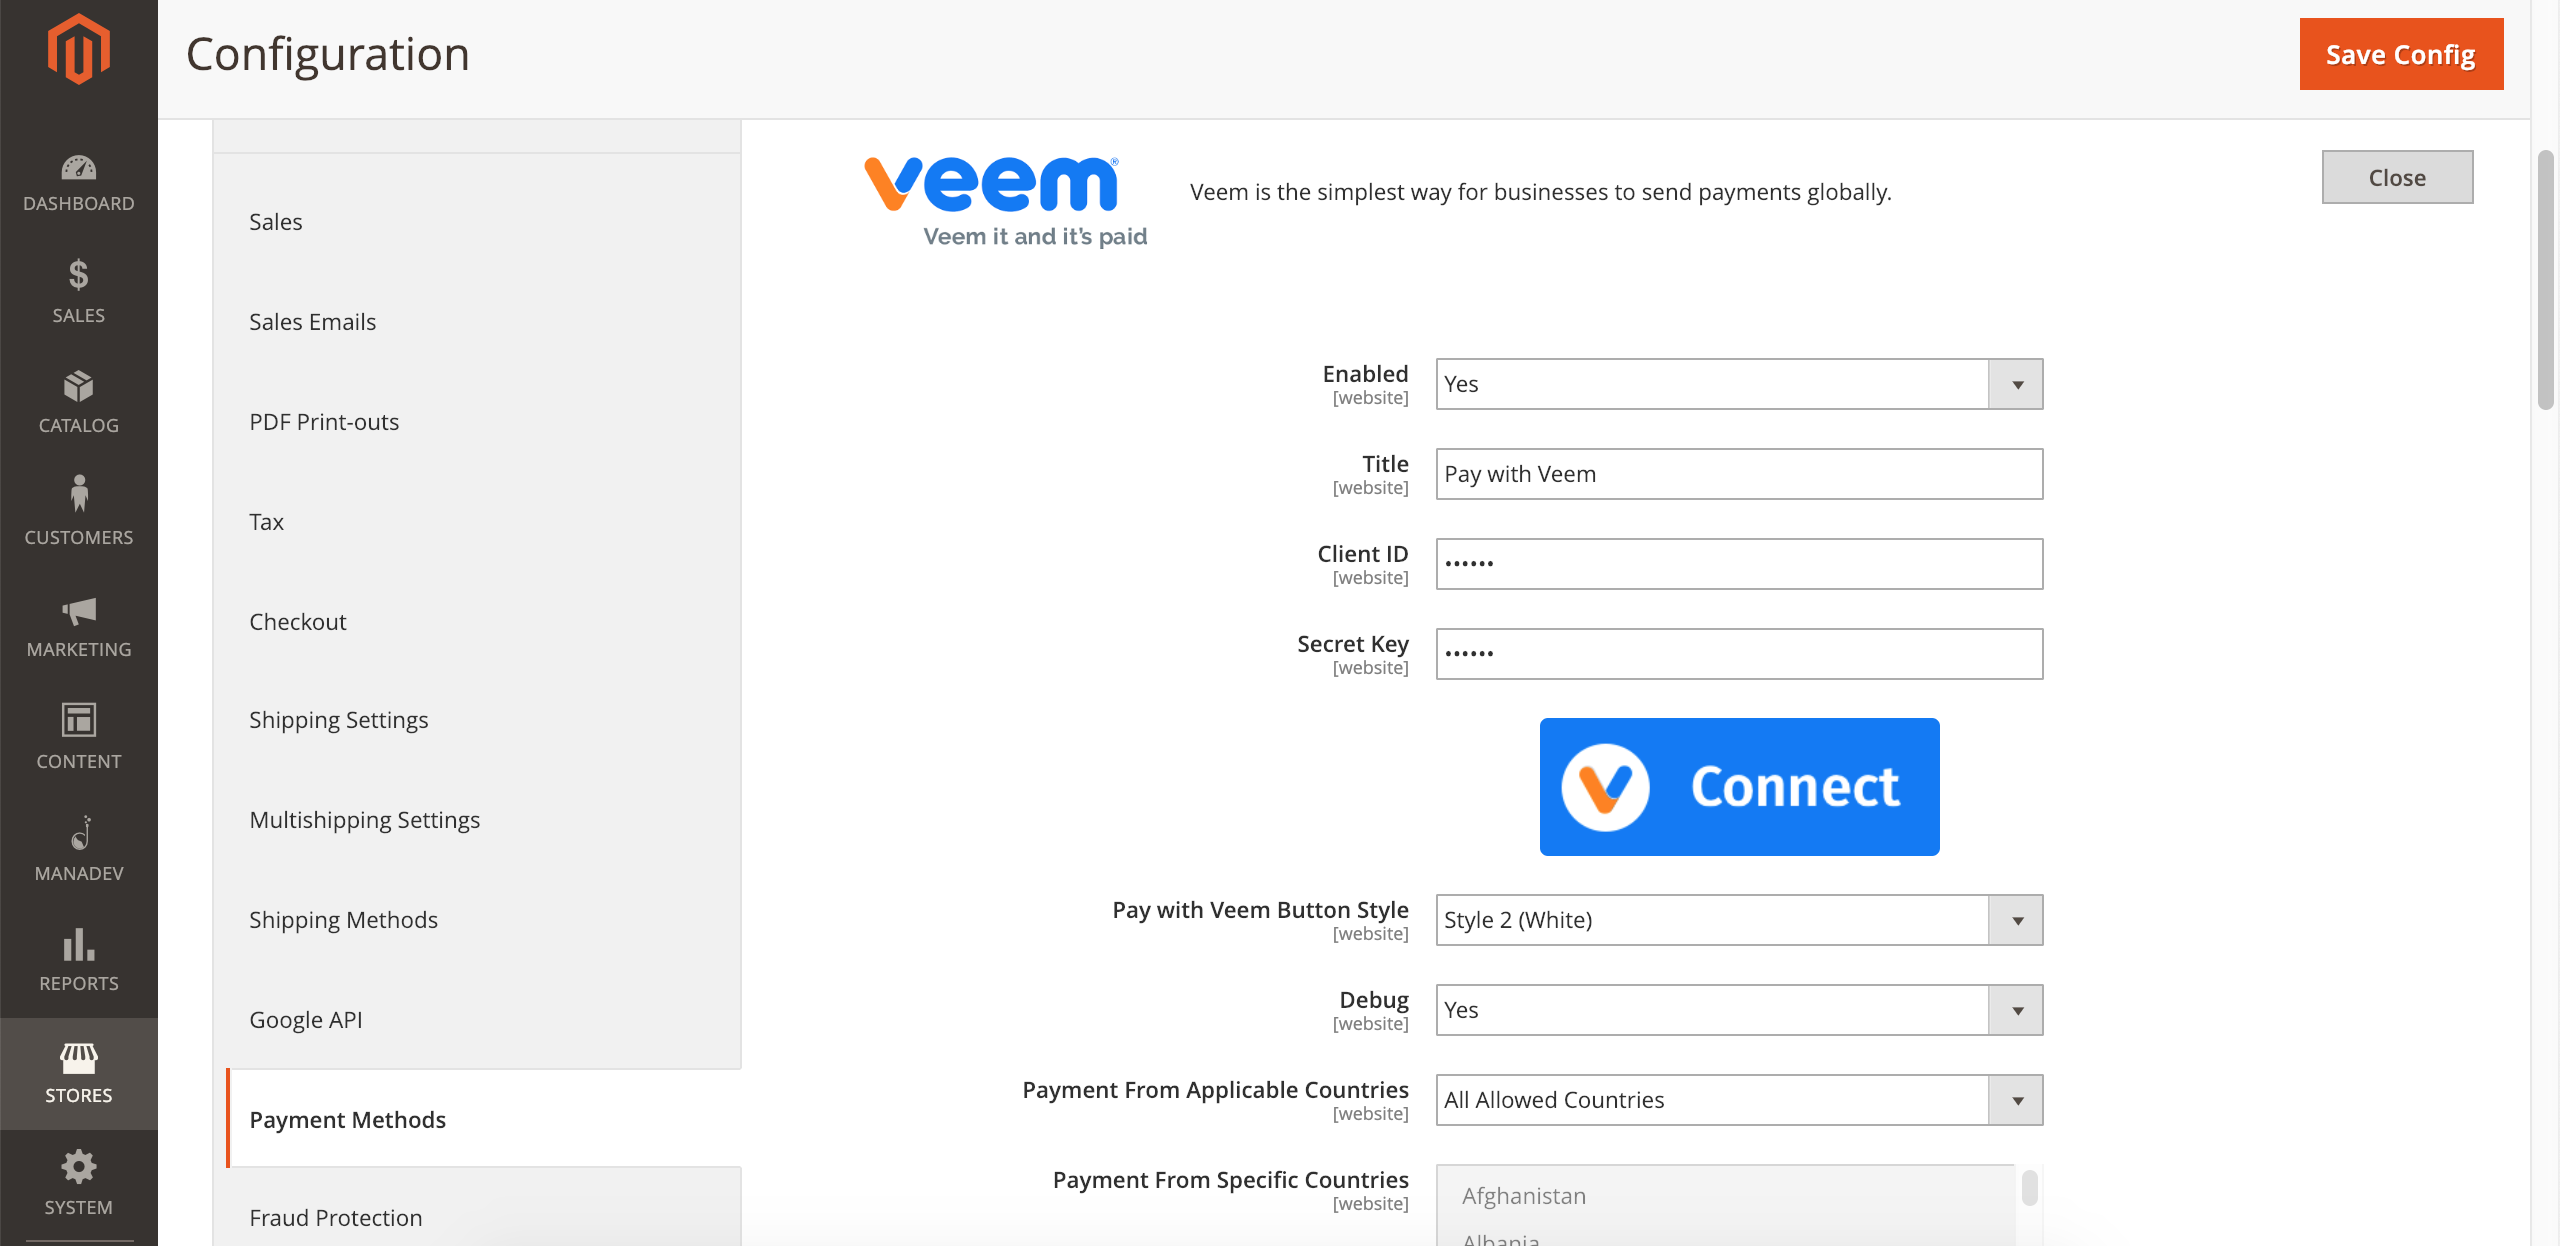 Configuration
Save Config
DASHBOARD
$
SALES
CATALOG
CUSTOMERS
MARKETING
CONTENT
MANADEV
REPORTS
STORES
SYSTEM
Sales
Sales Emails
PDF Print-outs
Tax
Checkout
Shipping Settings
Multishipping Settings
Shipping Methods
Google API
Payment Methods
Fraud Protection
veem®
Veem it and it's paid
Veem is the simplest way for businesses to send payments globally.
Close
Enabled
[website]
Yes
Title
[website]
Pay with Veem
Client ID
[website]
••••••
Secret Key
[website]
••••••
Connect
Pay with Veem Button Style
[website]
Style 2 (White)
Debug
[website]
Yes
Payment From Applicable Countries
[website]
All Allowed Countries
Payment From Specific Countries
[website]
Afghanistan
Albania